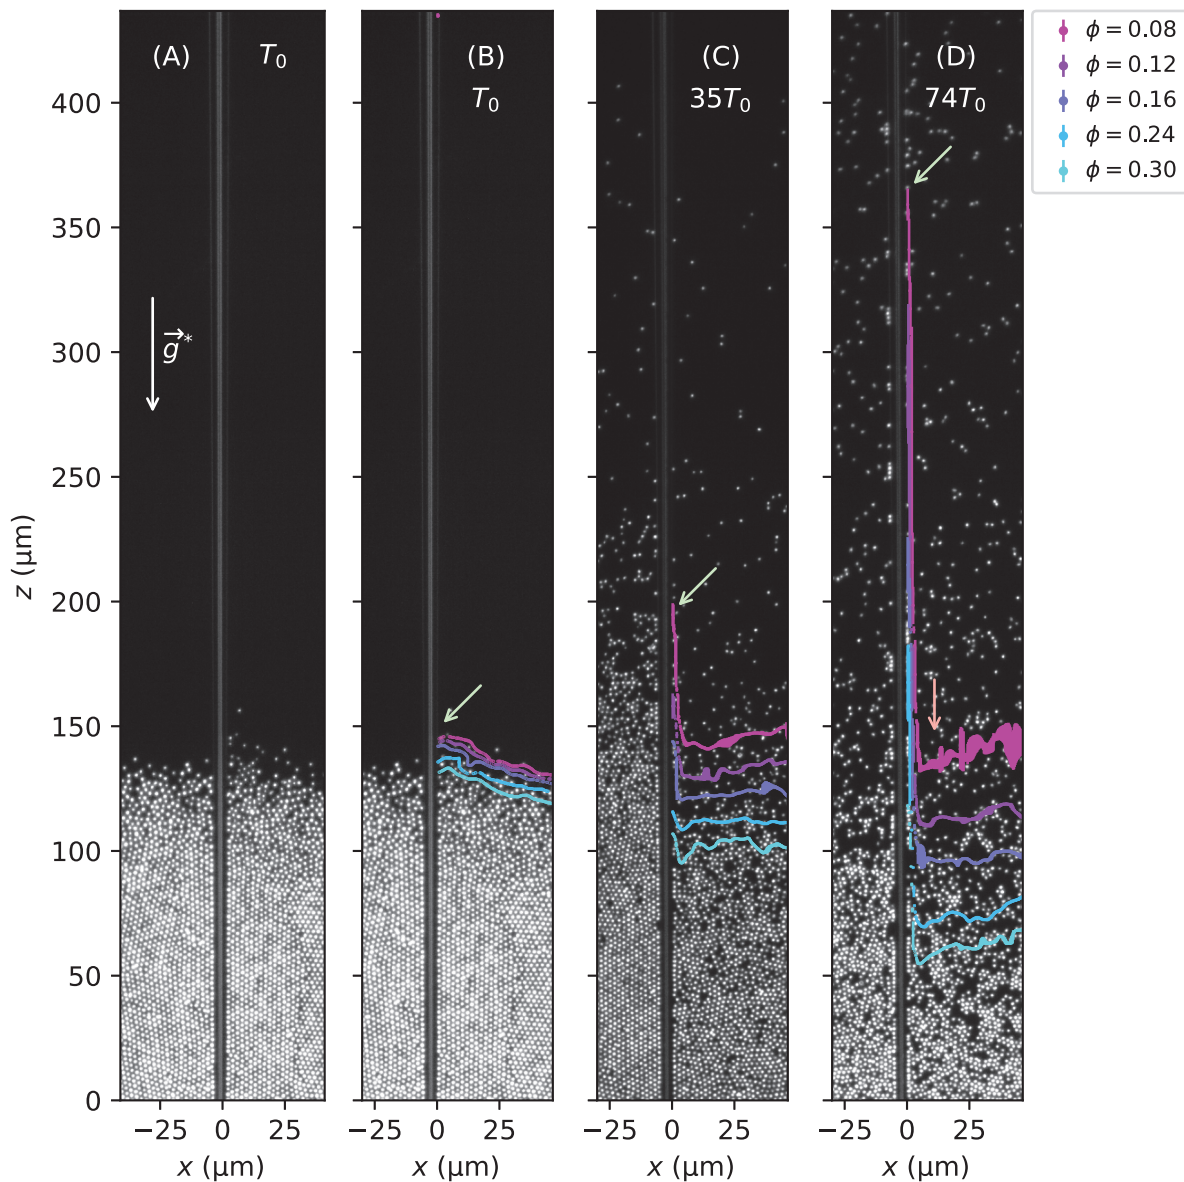 (A)
T₀
(B)
T₀
(C)
35T₀
(D)
74T₀
ϕ = 0.08
ϕ = 0.12
ϕ = 0.16
ϕ = 0.24
ϕ = 0.30
400
350
300
250
200
150
100
50
0
z (μm)
g⃗*
−25 0 25
−25 0 25
−25 0 25
−25 0 25
x (μm)
x (μm)
x (μm)
x (μm)